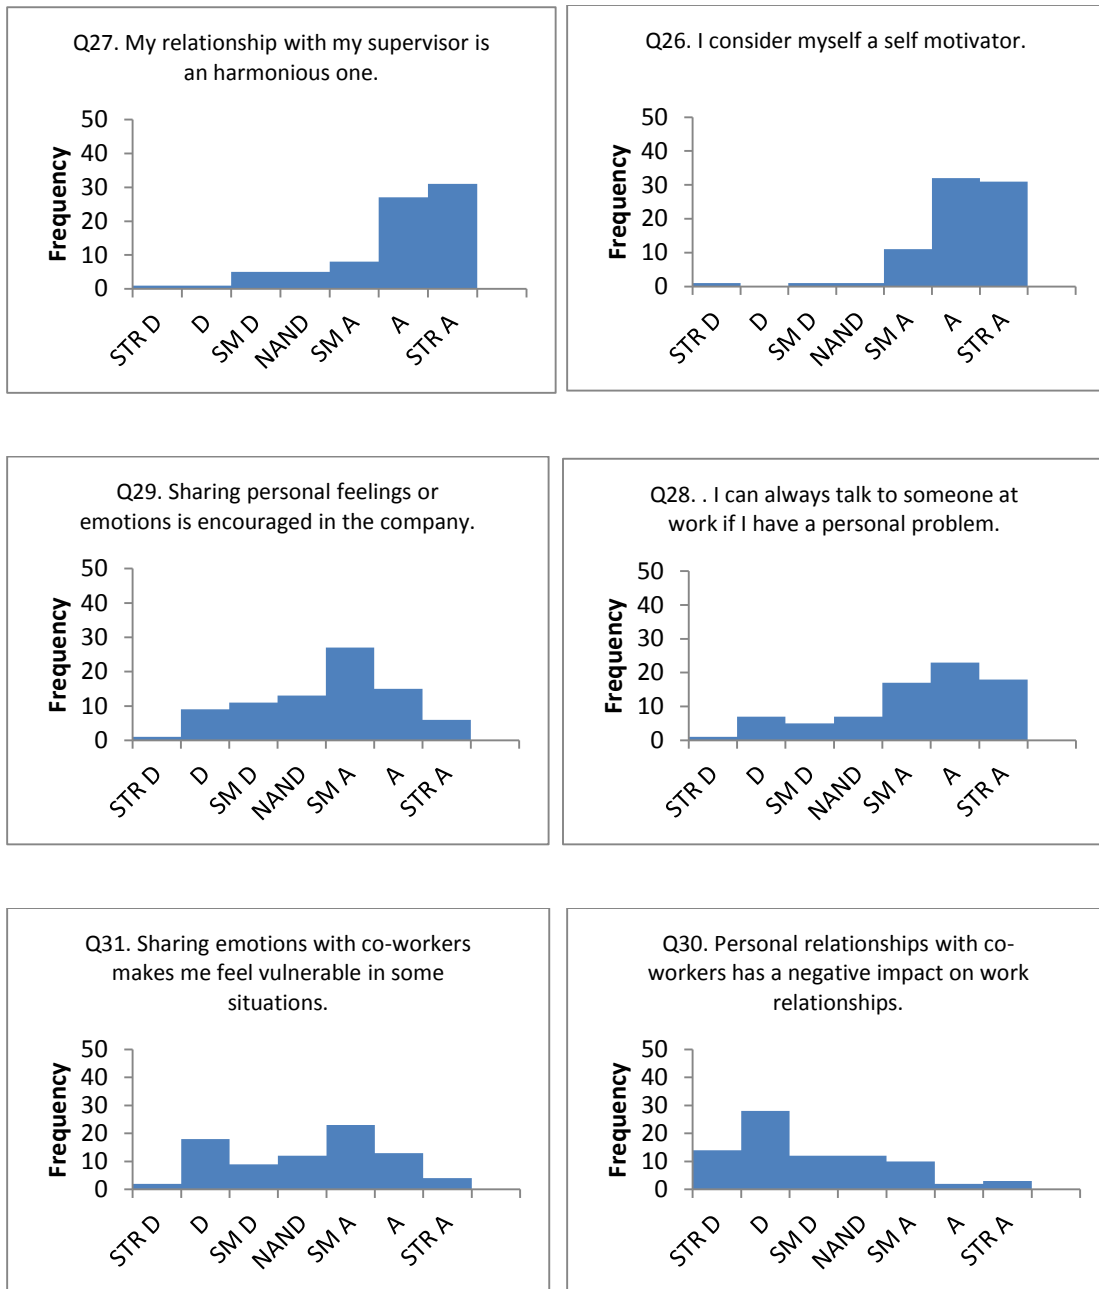 Q27. My relationship with my supervisor is
an harmonious one.
Frequency
50
40
30
20
10
0
STR D
D
SM D
NAND
SM A
A
STR A
Q26. I consider myself a self motivator.
Frequency
50
40
30
20
10
0
STR D
D
SM D
NAND
SM A
A
STR A
Q29. Sharing personal feelings or
emotions is encouraged in the company.
Frequency
50
40
30
20
10
0
STR D
D
SM D
NAND
SM A
A
STR A
Q28. . I can always talk to someone at
work if I have a personal problem.
Frequency
50
40
30
20
10
0
STR D
D
SM D
NAND
SM A
A
STR A
Q31. Sharing emotions with co-workers
makes me feel vulnerable in some
situations.
Frequency
50
40
30
20
10
0
STR D
D
SM D
NAND
SM A
A
STR A
Q30. Personal relationships with co-
workers has a negative impact on work
relationships.
Frequency
50
40
30
20
10
0
STR D
D
SM D
NAND
SM A
A
STR A